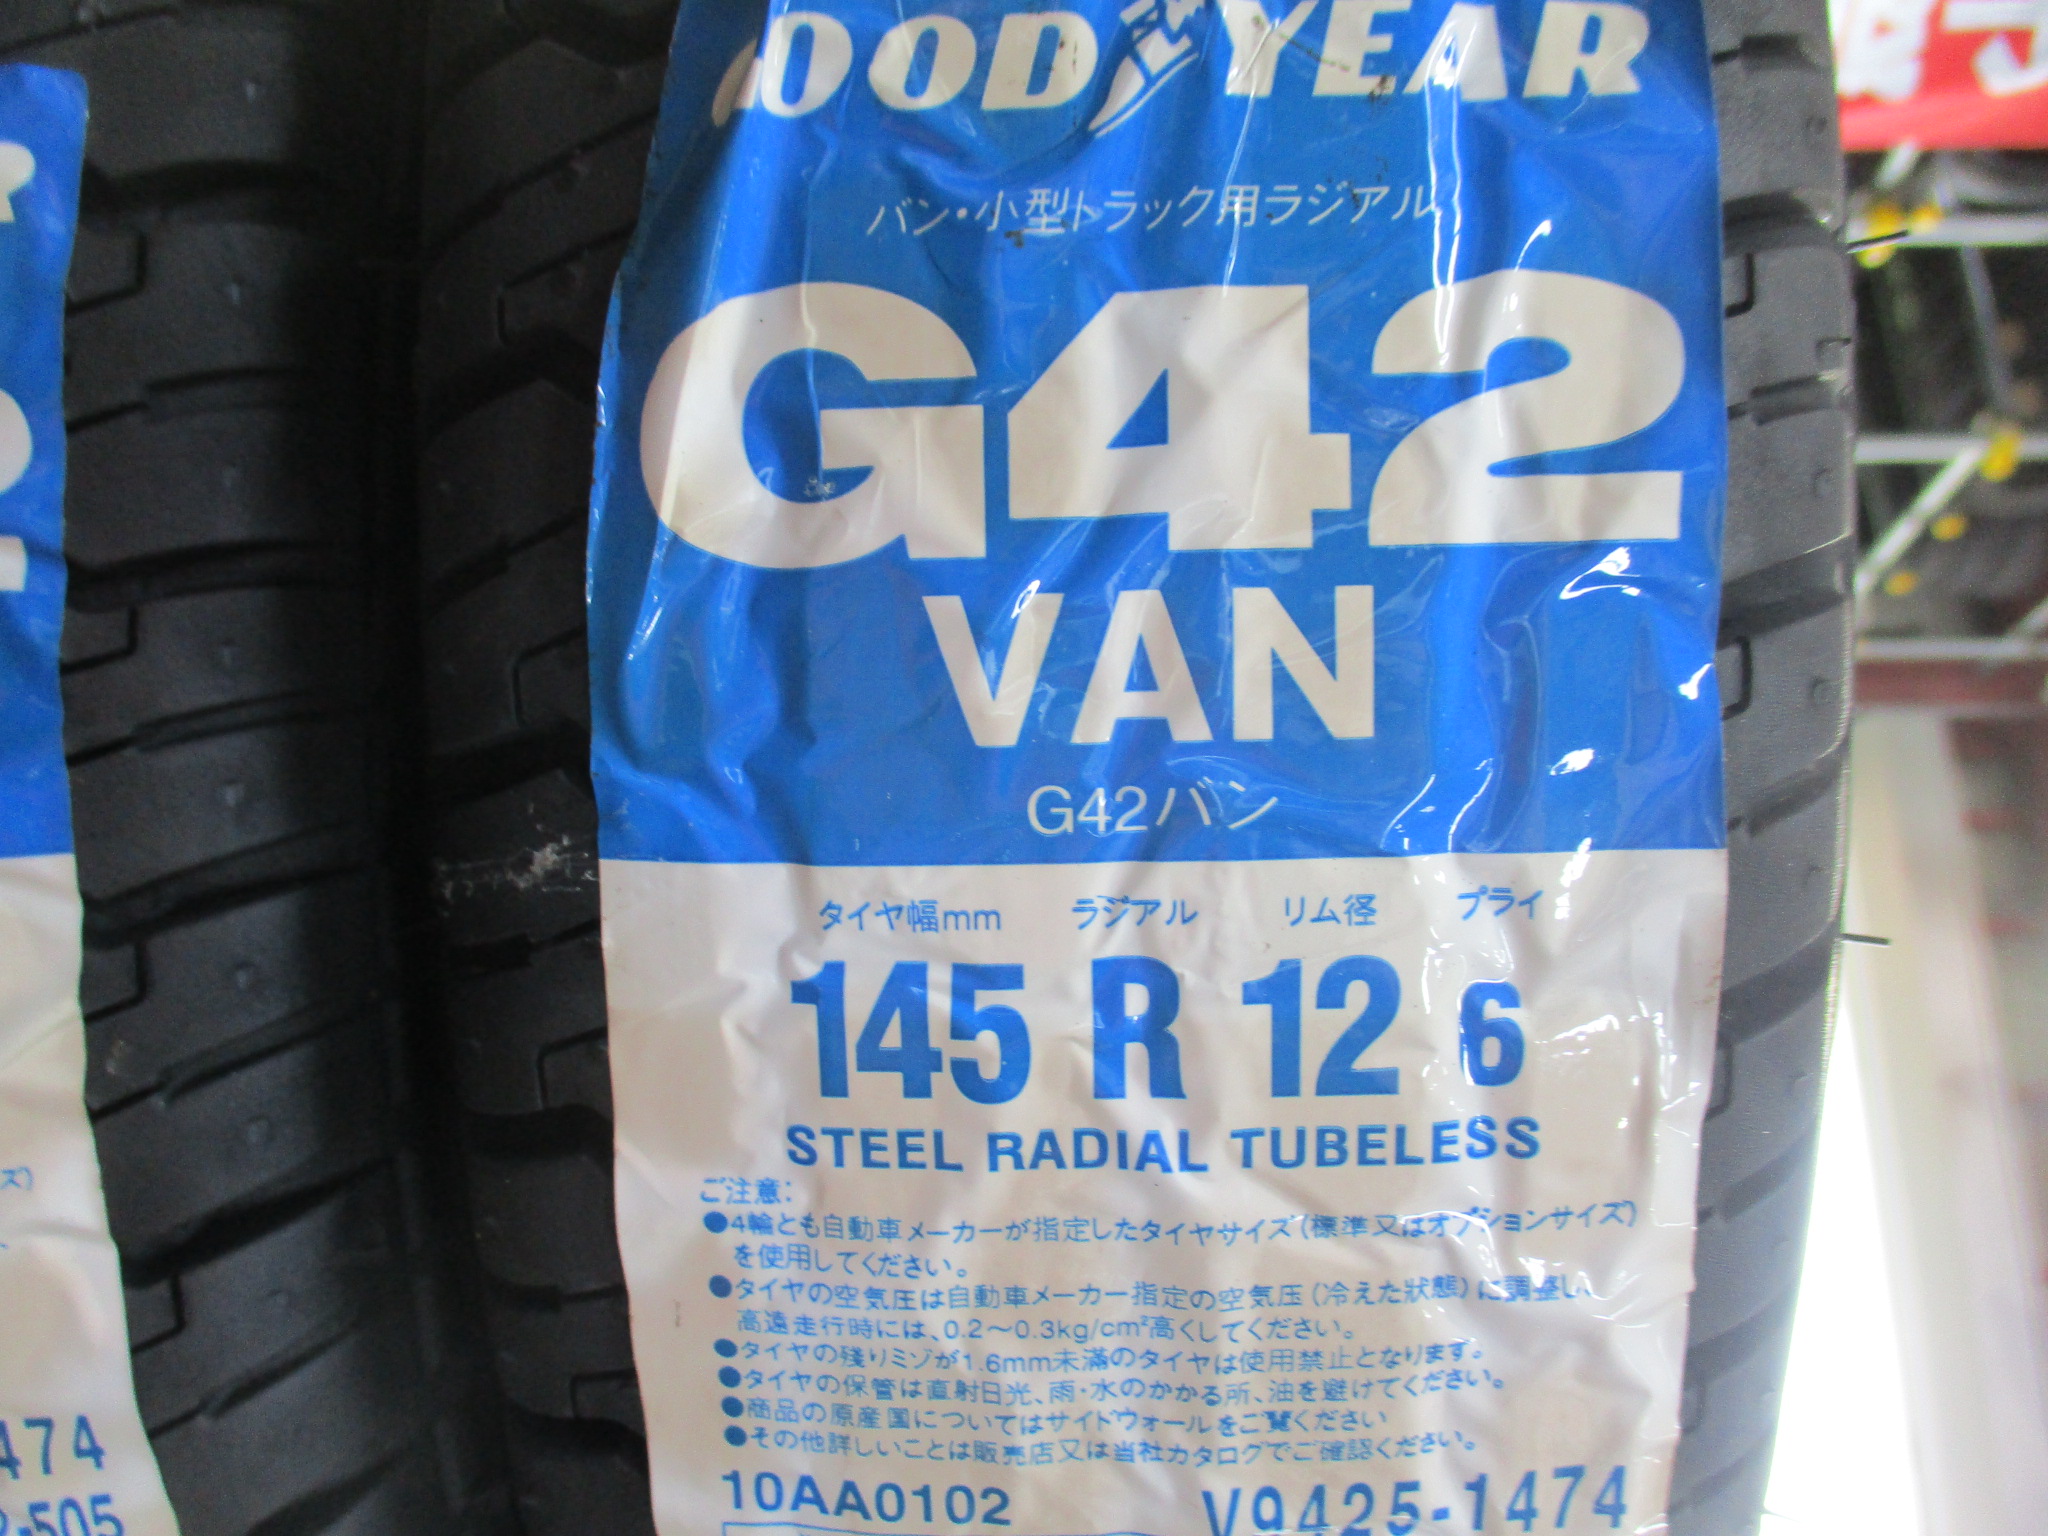 GOODYEAR
バン・小型トラック用ラジアル
G42
VAN
G42バン
タイヤ幅mm ラジアル リム径 プライ
145 R 12 6
STEEL RADIAL TUBELESS
ご注意:
●4輪とも自動車メーカーが指定したタイヤサイズ(標準又はオプションサイズ)
を使用してください。
●タイヤの空気圧は自動車メーカー指定の空気圧(冷えた状態)に調整し、
高速走行時には、0.2〜0.3kg/cm²高くしてください。
●タイヤの残りミゾが1.6mm未満のタイヤは使用禁止となります。
●タイヤの保管は直射日光、雨・水のかかる所、油を避けてください。
●商品の原産国についてはサイドウォールをご覧ください
●その他詳しいことは販売店又は当社カタログでご確認ください。
10AA0102
V9425-1474
ズ)
474
-505